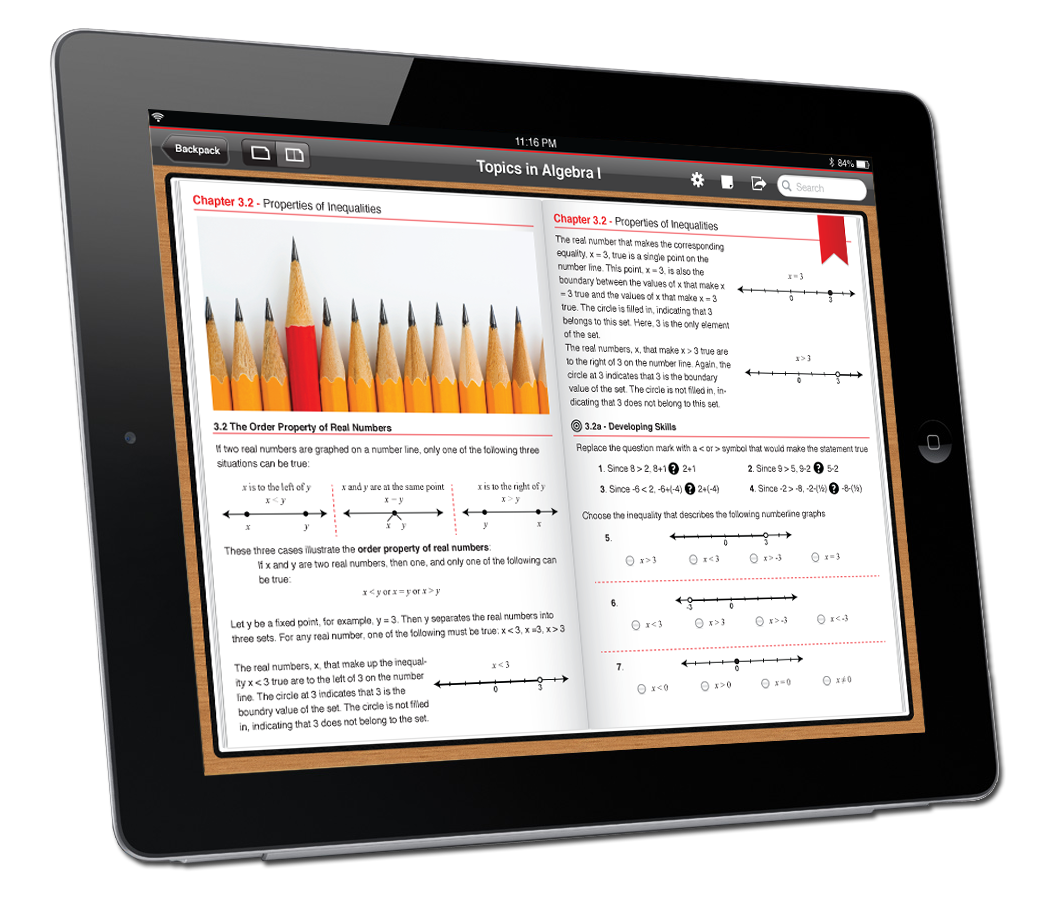 11:16 PM
84%
Backpack
Topics in Algebra I
Search
Chapter 3.2 - Properties of Inequalities
3.2 The Order Property of Real Numbers
If two real numbers are graphed on a number line, only one of the following three
situations can be true:
x is to the left of y
x < y
x y
x and y are at the same point
x = y
x y
x is to the right of y
x > y
y x
These three cases illustrate the order property of real numbers:
If x and y are two real numbers, then one, and only one of the following can
be true:
x < y or x = y or x > y
Let y be a fixed point, for example, y = 3. Then y separates the real numbers into
three sets. For any real number, one of the following must be true: x < 3, x =3, x > 3
The real numbers, x, that make up the inequal-
ity x < 3 true are to the left of 3 on the number
line. The circle at 3 indicates that 3 is the
boundry value of the set. The circle is not filled
in, indicating that 3 does not belong to the set.
x < 3
0 3
Chapter 3.2 - Properties of Inequalities
The real number that makes the corresponding
equality, x = 3, true is a single point on the
number line. This point, x = 3, is also the
boundary between the values of x that make x
= 3 true and the values of x that make x = 3
true. The circle is filled in, indicating that 3
belongs to this set. Here, 3 is the only element
of the set.
x = 3
0 3
The real numbers, x, that make x > 3 true are
to the right of 3 on the number line. Again, the
circle at 3 indicates that 3 is the boundary
value of the set. The circle is not filled in, in-
dicating that 3 does not belong to this set.
x > 3
0 3
3.2a - Developing Skills
Replace the question mark with a < or > symbol that would make the statement true
1. Since 8 > 2, 8+1 ? 2+1
2. Since 9 > 5, 9-2 ? 5-2
3. Since -6 < 2, -6+(-4) ? 2+(-4)
4. Since -2 > -8, -2-(½) ? -8-(½)
Choose the inequality that describes the following numberline graphs
5.
3
x > 3 x < 3 x > -3 x = 3
6.
-3 0
x < 3 x > 3 x > -3 x < -3
7.
0
x < 0 x > 0 x = 0 x ≠ 0